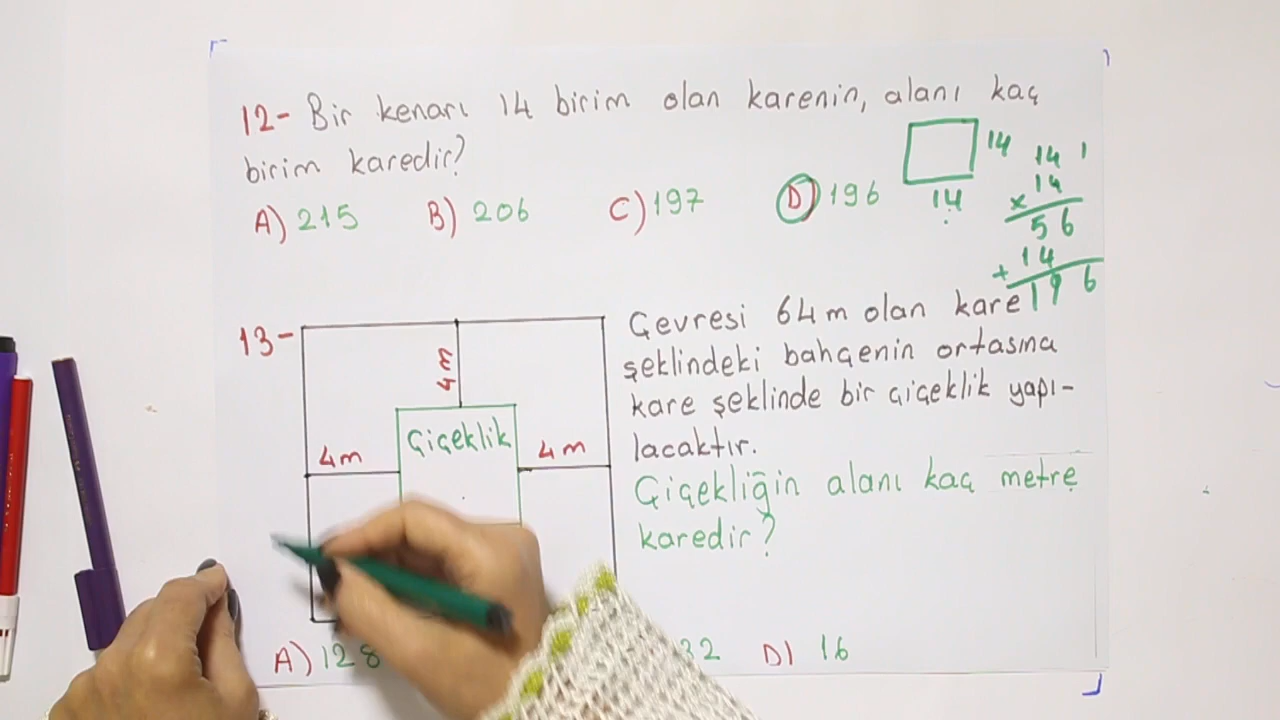 12- Bir kenarı 14 birim olan karenin, alanı kaç
birim karedir?
A) 215 B) 206 C) 197 D) 196
14
14
14 1
x 14
56
+ 14
196
13-
4m
Çiçeklik
4m
4m
Çevresi 64m olan kare
şeklindeki bahçenin ortasına
kare şeklinde bir çiçeklik yapı-
lacaktır.
Çiçekliğin alanı kaç metre
karedir?
A) 128 32 D) 16